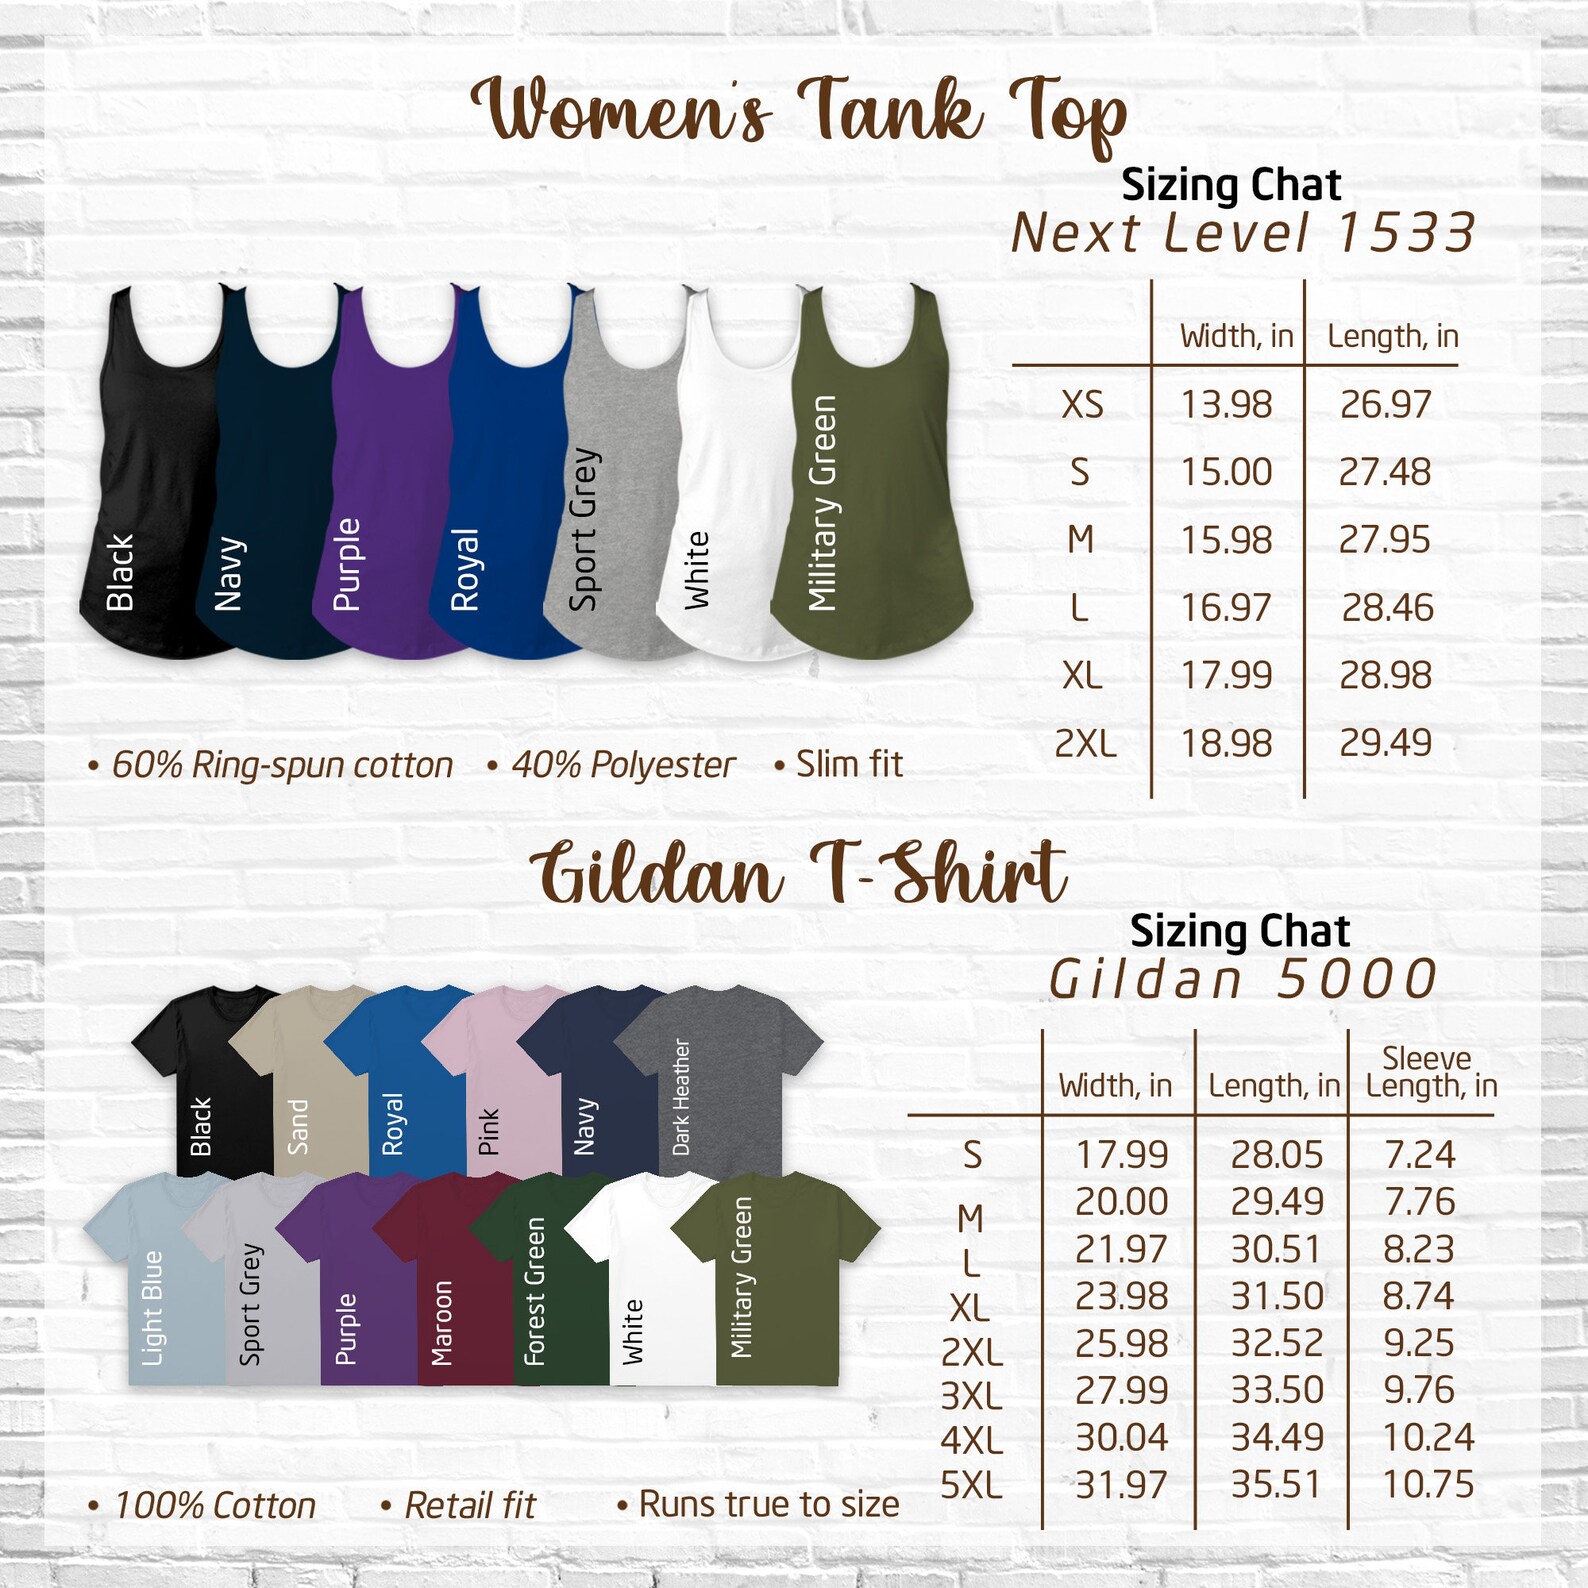 Women's Tank Top
Sizing Chat
Next Level 1533
Width, in Length, in
XS 13.98 26.97
S 15.00 27.48
M 15.98 27.95
L 16.97 28.46
XL 17.99 28.98
2XL 18.98 29.49
Black
Navy
Purple
Royal
Sport Grey
White
Military Green
• 60% Ring-spun cotton • 40% Polyester • Slim fit
Gildan T-Shirt
Sizing Chat
Gildan 5000
Width, in Length, in Sleeve
Length, in
S 17.99 28.05 7.24
M 20.00 29.49 7.76
L 21.97 30.51 8.23
XL 23.98 31.50 8.74
2XL 25.98 32.52 9.25
3XL 27.99 33.50 9.76
4XL 30.04 34.49 10.24
5XL 31.97 35.51 10.75
Black
Sand
Royal
Pink
Navy
Dark Heather
Light Blue
Sport Grey
Purple
Maroon
Forest Green
White
Military Green
• 100% Cotton • Retail fit • Runs true to size